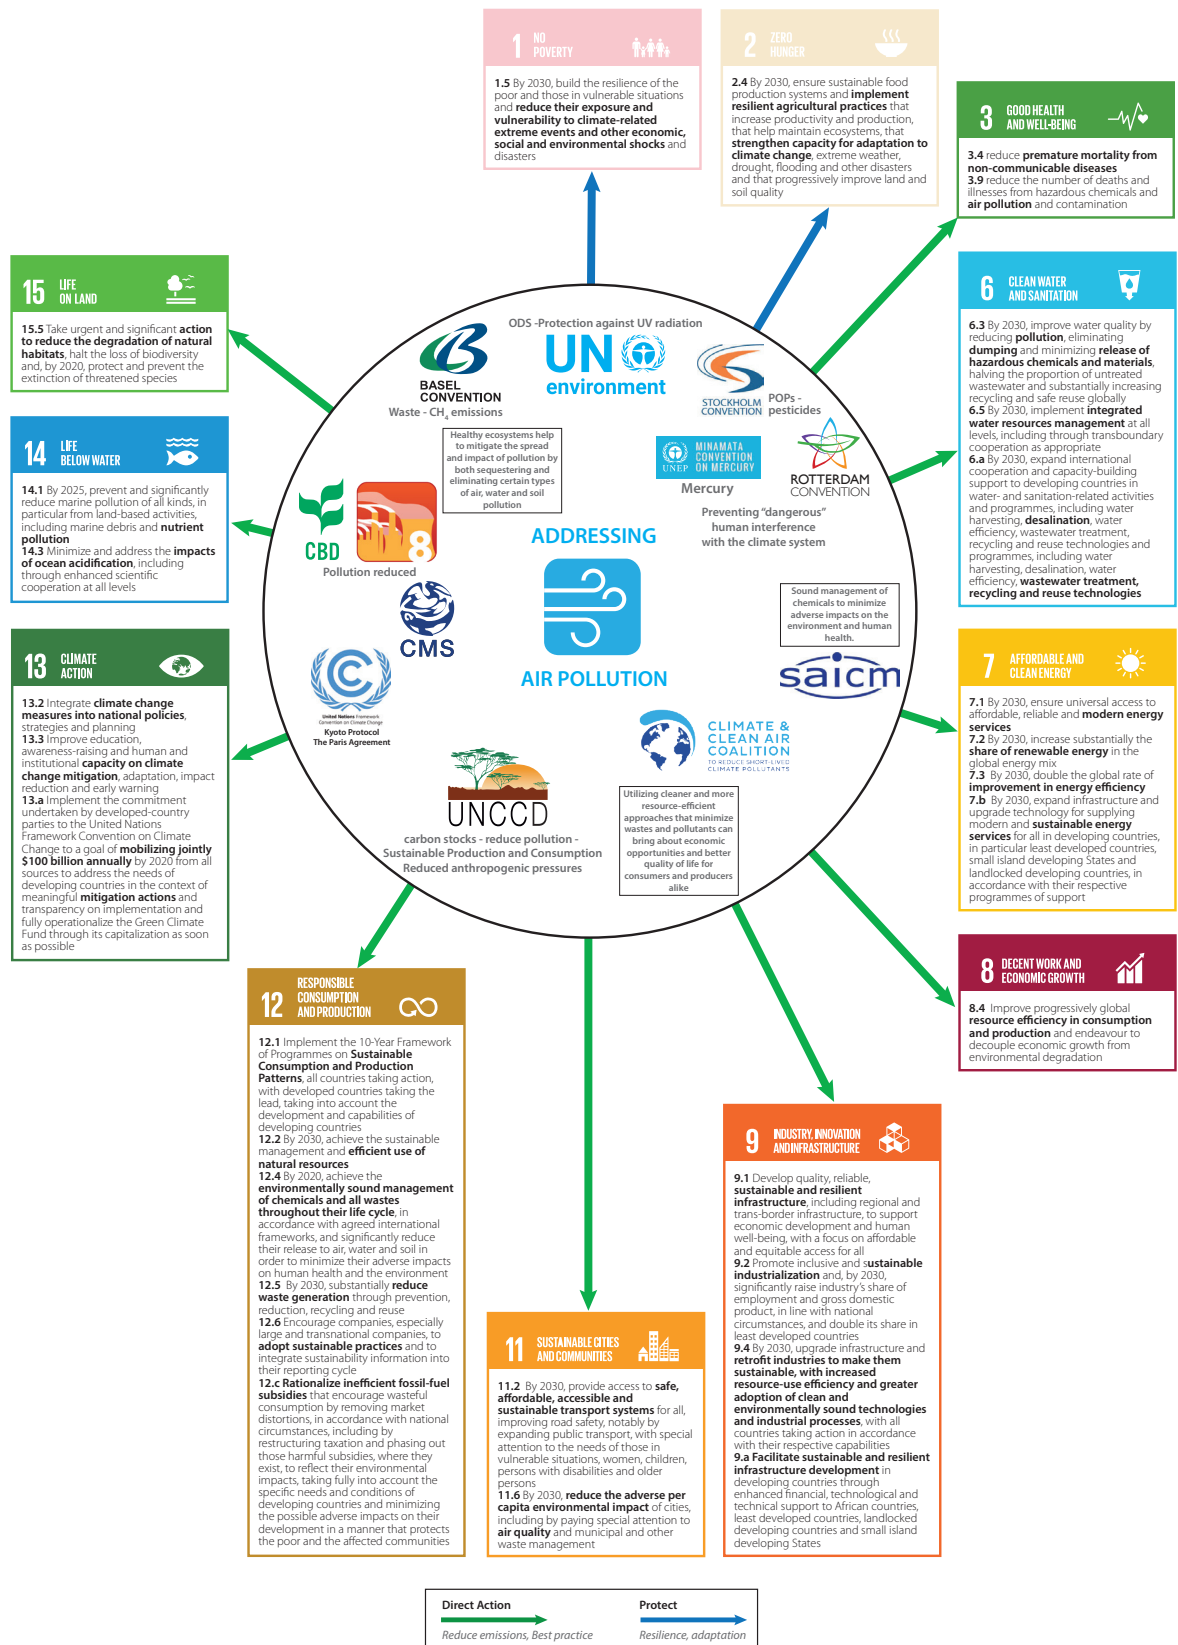 1 NO
POVERTY
1.5 By 2030, build the resilience of the
poor and those in vulnerable situations
and reduce their exposure and
vulnerability to climate-related
extreme events and other economic,
social and environmental shocks and
disasters
2 ZERO
HUNGER
2.4 By 2030, ensure sustainable food
production systems and implement
resilient agricultural practices that
increase productivity and production,
that help maintain ecosystems, that
strengthen capacity for adaptation to
climate change, extreme weather,
drought, flooding and other disasters
and that progressively improve land and
soil quality
3 GOOD HEALTH
AND WELL-BEING
3.4 reduce premature mortality from
non-communicable diseases
3.9 reduce the number of deaths and
illnesses from hazardous chemicals and
air pollution and contamination
15 LIFE
ON LAND
15.5 Take urgent and significant action
to reduce the degradation of natural
habitats, halt the loss of biodiversity
and, by 2020, protect and prevent the
extinction of threatened species
6 CLEAN WATER
AND SANITATION
6.3 By 2030, improve water quality by
reducing pollution, eliminating
dumping and minimizing release of
hazardous chemicals and materials,
halving the proportion of untreated
wastewater and substantially increasing
recycling and safe reuse globally
6.5 By 2030, implement integrated
water resources management at all
levels, including through transboundary
cooperation as appropriate
6.a By 2030, expand international
cooperation and capacity-building
support to developing countries in
water- and sanitation-related activities
and programmes, including water
harvesting, desalination, water
efficiency, wastewater treatment,
recycling and reuse technologies and
programmes, including water
harvesting, desalination, water
efficiency, wastewater treatment,
recycling and reuse technologies
14 LIFE
BELOW WATER
14.1 By 2025, prevent and significantly
reduce marine pollution of all kinds, in
particular from land-based activities,
including marine debris and nutrient
pollution
14.3 Minimize and address the impacts
of ocean acidification, including
through enhanced scientific
cooperation at all levels
ODS -Protection against UV radiation
BASEL
CONVENTION
Waste - CH4 emissions
UN
environment
STOCKHOLM
CONVENTION
POPs -
pesticides
Healthy ecosystems help
to mitigate the spread
and impact of pollution by
both sequestering and
eliminating certain types
of air, water and soil
pollution
UNEP
MINAMATA
CONVENTION
ON MERCURY
Mercury
ROTTERDAM
CONVENTION
Preventing “dangerous”
human interference
with the climate system
CBD
8
Pollution reduced
ADDRESSING
AIR POLLUTION
CMS
Sound management of
chemicals to minimize
adverse impacts on the
environment and human
health.
saicm
United Nations Framework
Convention on Climate Change
Kyoto Protocol
The Paris Agreement
CLIMATE &
CLEAN AIR
COALITION
TO REDUCE SHORT-LIVED
CLIMATE POLLUTANTS
UNCCD
carbon stocks - reduce pollution -
Sustainable Production and Consumption
Reduced anthropogenic pressures
Utilizing cleaner and more
resource-efficient
approaches that minimize
wastes and pollutants can
bring about economic
opportunities and better
quality of life for
consumers and producers
alike
13 CLIMATE
ACTION
13.2 Integrate climate change
measures into national policies,
strategies and planning
13.3 Improve education,
awareness-raising and human and
institutional capacity on climate
change mitigation, adaptation, impact
reduction and early warning
13.a Implement the commitment
undertaken by developed-country
parties to the United Nations
Framework Convention on Climate
Change to a goal of mobilizing jointly
$100 billion annually by 2020 from all
sources to address the needs of
developing countries in the context of
meaningful mitigation actions and
transparency on implementation and
fully operationalize the Green Climate
Fund through its capitalization as soon
as possible
7 AFFORDABLE AND
CLEAN ENERGY
7.1 By 2030, ensure universal access to
affordable, reliable and modern energy
services
7.2 By 2030, increase substantially the
share of renewable energy in the
global energy mix
7.3 By 2030, double the global rate of
improvement in energy efficiency
7.b By 2030, expand infrastructure and
upgrade technology for supplying
modern and sustainable energy
services for all in developing countries,
in particular least developed countries,
small island developing States and
landlocked developing countries, in
accordance with their respective
programmes of support
8 DECENT WORK AND
ECONOMIC GROWTH
8.4 Improve progressively global
resource efficiency in consumption
and production and endeavour to
decouple economic growth from
environmental degradation
12 RESPONSIBLE
CONSUMPTION
AND PRODUCTION
12.1 Implement the 10-Year Framework
of Programmes on Sustainable
Consumption and Production
Patterns, all countries taking action,
with developed countries taking the
lead, taking into account the
development and capabilities of
developing countries
12.2 By 2030, achieve the sustainable
management and efficient use of
natural resources
12.4 By 2020, achieve the
environmentally sound management
of chemicals and all wastes
throughout their life cycle, in
accordance with agreed international
frameworks, and significantly reduce
their release to air, water and soil in
order to minimize their adverse impacts
on human health and the environment
12.5 By 2030, substantially reduce
waste generation through prevention,
reduction, recycling and reuse
12.6 Encourage companies, especially
large and transnational companies, to
adopt sustainable practices and to
integrate sustainability information into
their reporting cycle
12.c Rationalize inefficient fossil-fuel
subsidies that encourage wasteful
consumption by removing market
distortions, in accordance with national
circumstances, including by
restructuring taxation and phasing out
those harmful subsidies, where they
exist, to reflect their environmental
impacts, taking fully into account the
specific needs and conditions of
developing countries and minimizing
the possible adverse impacts on their
development in a manner that protects
the poor and the affected communities
11 SUSTAINABLE CITIES
AND COMMUNITIES
11.2 By 2030, provide access to safe,
affordable, accessible and
sustainable transport systems for all,
improving road safety, notably by
expanding public transport, with special
attention to the needs of those in
vulnerable situations, women, children,
persons with disabilities and older
persons
11.6 By 2030, reduce the adverse per
capita environmental impact of cities,
including by paying special attention to
air quality and municipal and other
waste management
9 INDUSTRY, INNOVATION
AND INFRASTRUCTURE
9.1 Develop quality, reliable,
sustainable and resilient
infrastructure, including regional and
trans-border infrastructure, to support
economic development and human
well-being, with a focus on affordable
and equitable access for all
9.2 Promote inclusive and sustainable
industrialization and, by 2030,
significantly raise industry’s share of
employment and gross domestic
product, in line with national
circumstances, and double its share in
least developed countries
9.4 By 2030, upgrade infrastructure and
retrofit industries to make them
sustainable, with increased
resource-use efficiency and greater
adoption of clean and
environmentally sound technologies
and industrial processes, with all
countries taking action in accordance
with their respective capabilities
9.a Facilitate sustainable and resilient
infrastructure development in
developing countries through
enhanced financial, technological and
technical support to African countries,
least developed countries, landlocked
developing countries and small island
developing States
Direct Action
Reduce emissions, Best practice
Protect
Resilience, adaptation